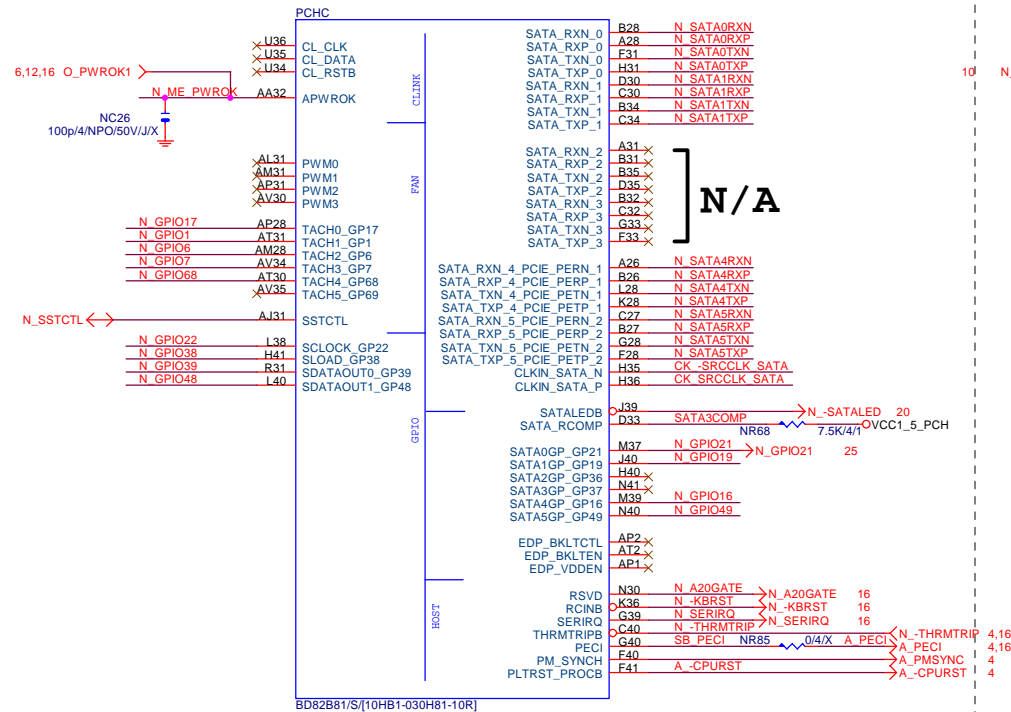 PCHC
U36 CL_CLK
U35 CL_DATA
U34 CL_RSTB
6,12,16 O_PWROK1
N_ME_PWROK AA32 APWROK
NC26
100p/4/NPO/50V/J/X
CLINK
AL31 PWM0
AM31 PWM1
AP31 PWM2
AV30 PWM3
FAN
N_GPIO17 AP28 TACH0_GP17
N_GPIO1 AT31 TACH1_GP1
N_GPIO6 AM28 TACH2_GP6
N_GPIO7 AV34 TACH3_GP7
N_GPIO68 AT30 TACH4_GP68
AV35 TACH5_GP69
N_SSTCTL AJ31 SSTCTL
N_GPIO22 L38 SCLOCK_GP22
N_GPIO38 H41 SLOAD_GP38
N_GPIO39 R31 SDATAOUT0_GP39
N_GPIO48 L40 SDATAOUT1_GP48
GPIO
HOST
SATA_RXN_0 B28 N_SATA0RXN
SATA_RXP_0 A28 N_SATA0RXP
SATA_TXN_0 F31 N_SATA0TXN
SATA_TXP_0 H31 N_SATA0TXP
SATA_RXN_1 D30 N_SATA1RXN
SATA_RXP_1 C30 N_SATA1RXP
SATA_TXN_1 B34 N_SATA1TXN
SATA_TXP_1 C34 N_SATA1TXP
10 N_
SATA_RXN_2 A31
SATA_RXP_2 B31
SATA_TXN_2 B35
SATA_TXP_2 D35
SATA_RXN_3 B32
SATA_RXP_3 C32
SATA_TXN_3 G33
SATA_TXP_3 F33
N/A
SATA_RXN_4_PCIE_PERN_1 A26 N_SATA4RXN
SATA_RXP_4_PCIE_PERP_1 B26 N_SATA4RXP
SATA_TXN_4_PCIE_PETN_1 L28 N_SATA4TXN
SATA_TXP_4_PCIE_PETP_1 K28 N_SATA4TXP
SATA_RXN_5_PCIE_PERN_2 C27 N_SATA5RXN
SATA_RXP_5_PCIE_PERP_2 B27 N_SATA5RXP
SATA_TXN_5_PCIE_PETN_2 G28 N_SATA5TXN
SATA_TXP_5_PCIE_PETP_2 F28 N_SATA5TXP
CLKIN_SATA_N H35 CK_-SRCCLK_SATA
CLKIN_SATA_P H36 CK_SRCCLK_SATA
SATALEDB J39 N_-SATALED 20
SATA_RCOMP D33 SATA3COMP NR68 7.5K/4/1 VCC1_5_PCH
SATA0GP_GP21 M37 N_GPIO21 N_GPIO21 25
SATA1GP_GP19 J40 N_GPIO19
SATA2GP_GP36 H40
SATA3GP_GP37 N41
SATA4GP_GP16 M39 N_GPIO16
SATA5GP_GP49 N40 N_GPIO49
EDP_BKLTCTL AP2
EDP_BKLTEN AT2
EDP_VDDEN AP1
RSVD N30 N_A20GATE N_A20GATE 16
RCINB K36 N_-KBRST N_-KBRST 16
SERIRQ G39 N_SERIRQ N_SERIRQ 16
THRMTRIPB C40 N_-THRMTRIP N_-THRMTRIP 4,16
PECI G40 SB_PECI NR85 0/4/X A_PECI A_PECI 4,16
PM_SYNCH F40 A_PMSYNC 4
PLTRST_PROCB F41 A_-CPURST A_-CPURST 4
BD82B81/S/[10HB1-030H81-10R]